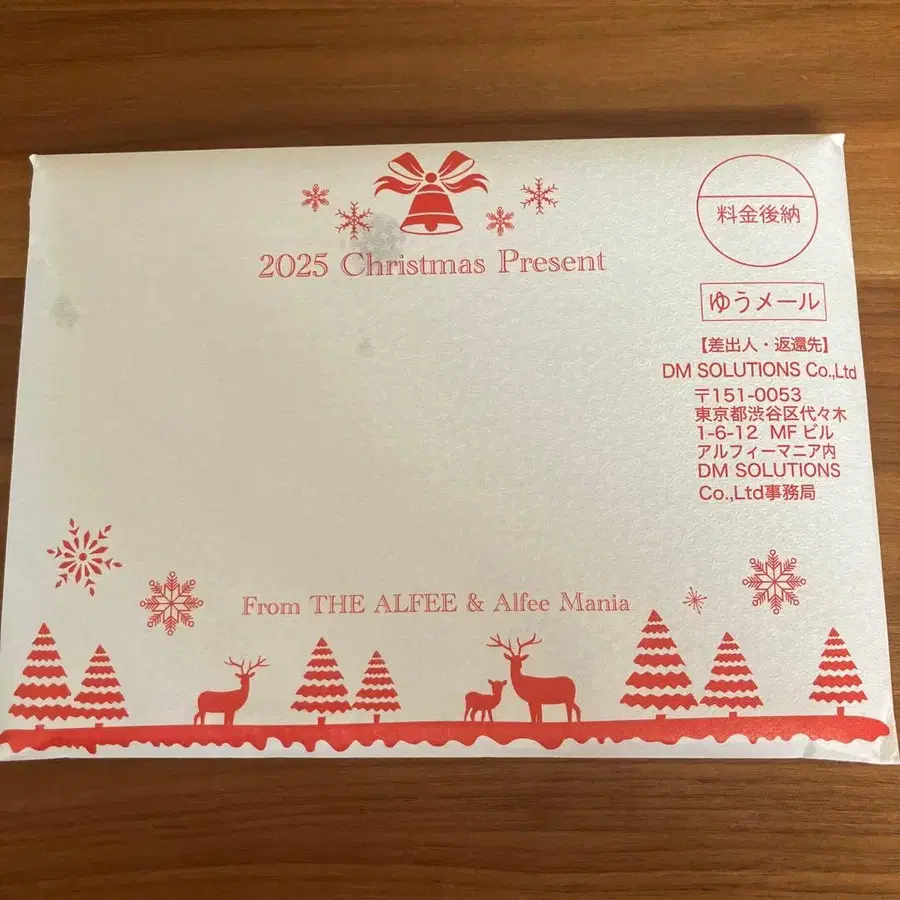 2025 Christmas Present
料金後納
ゆうメール
【差出人・返還先】
DM SOLUTIONS Co.,Ltd
〒151-0053
東京都渋谷区代々木
1-6-12 MFビル
アルフィーマニア内
DM SOLUTIONS
Co.,Ltd事務局
From THE ALFEE & Alfee Mania